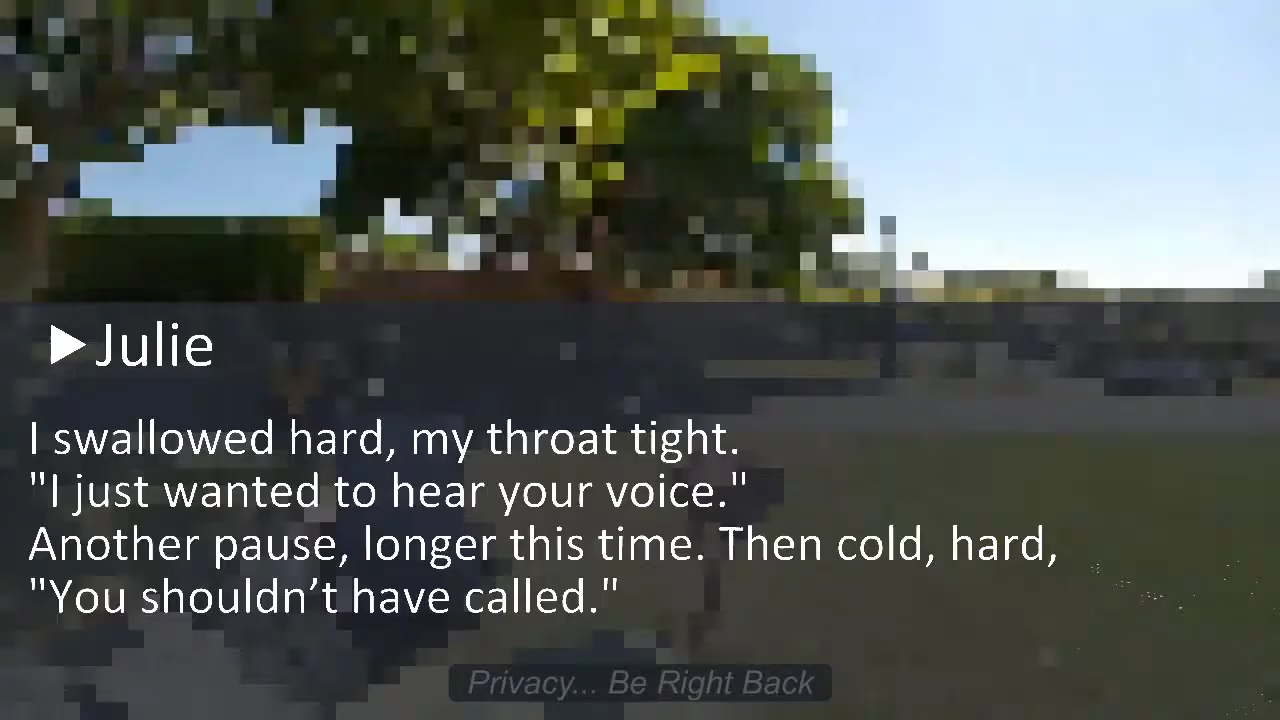 ▶Julie
I swallowed hard, my throat tight.
"I just wanted to hear your voice."
Another pause, longer this time. Then cold, hard,
"You shouldn’t have called."
Privacy... Be Right Back